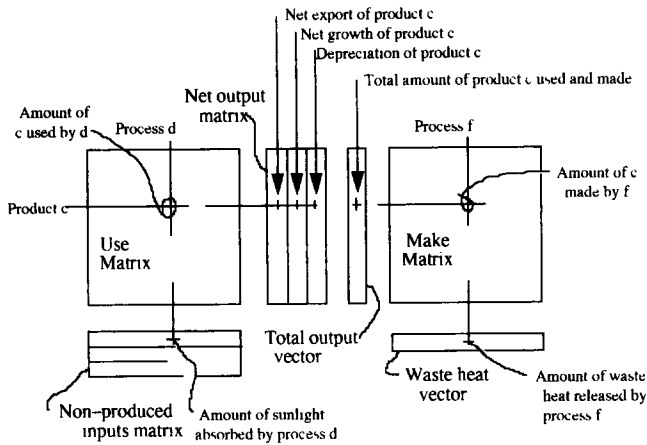 Net export of product c
Net growth of product c
Depreciation of product c
Total amount of product c used and made
Net output
matrix
Amount of
c used by d
Process d
Process f
Amount of c
made by f
Product c
Use
Matrix
Make
Matrix
Total output
vector
Waste heat
vector
Non-produced
inputs matrix
Amount of sunlight
absorbed by process d
Amount of waste
heat released by
process f